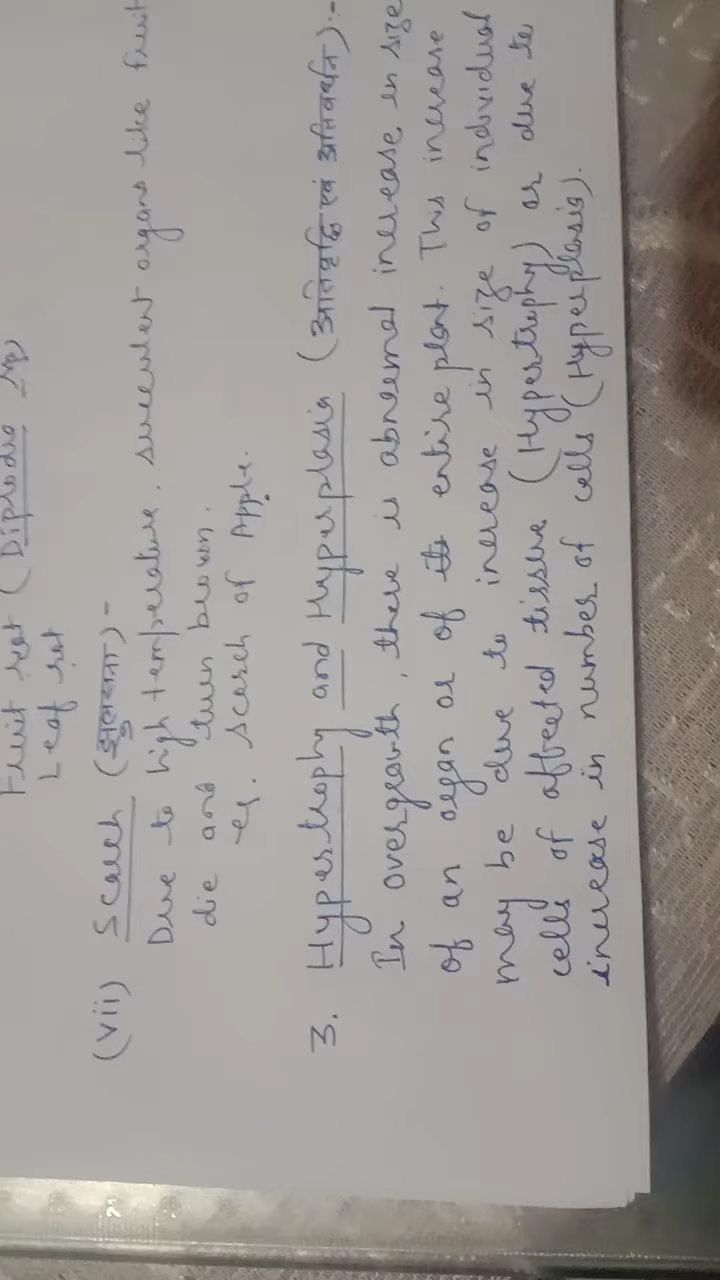 Fruit rot (Diplodia sp)
Leaf rot
(vii) Scorch (झुलसना) -
Due to high temperature, succulent organs like fruit
die and turn brown.
eg. scorch of Apple.
3. Hypertrophy and Hyperplasia (अतिवृद्धि एवं अतिवर्धन) :-
In overgrowth, there is abnormal increase in size
of an organ or of its entire plant. This increase
may be due to increase in size of individual
cells of affected tissue (Hypertrophy) or due to
increase in number of cells (Hyperplasia).